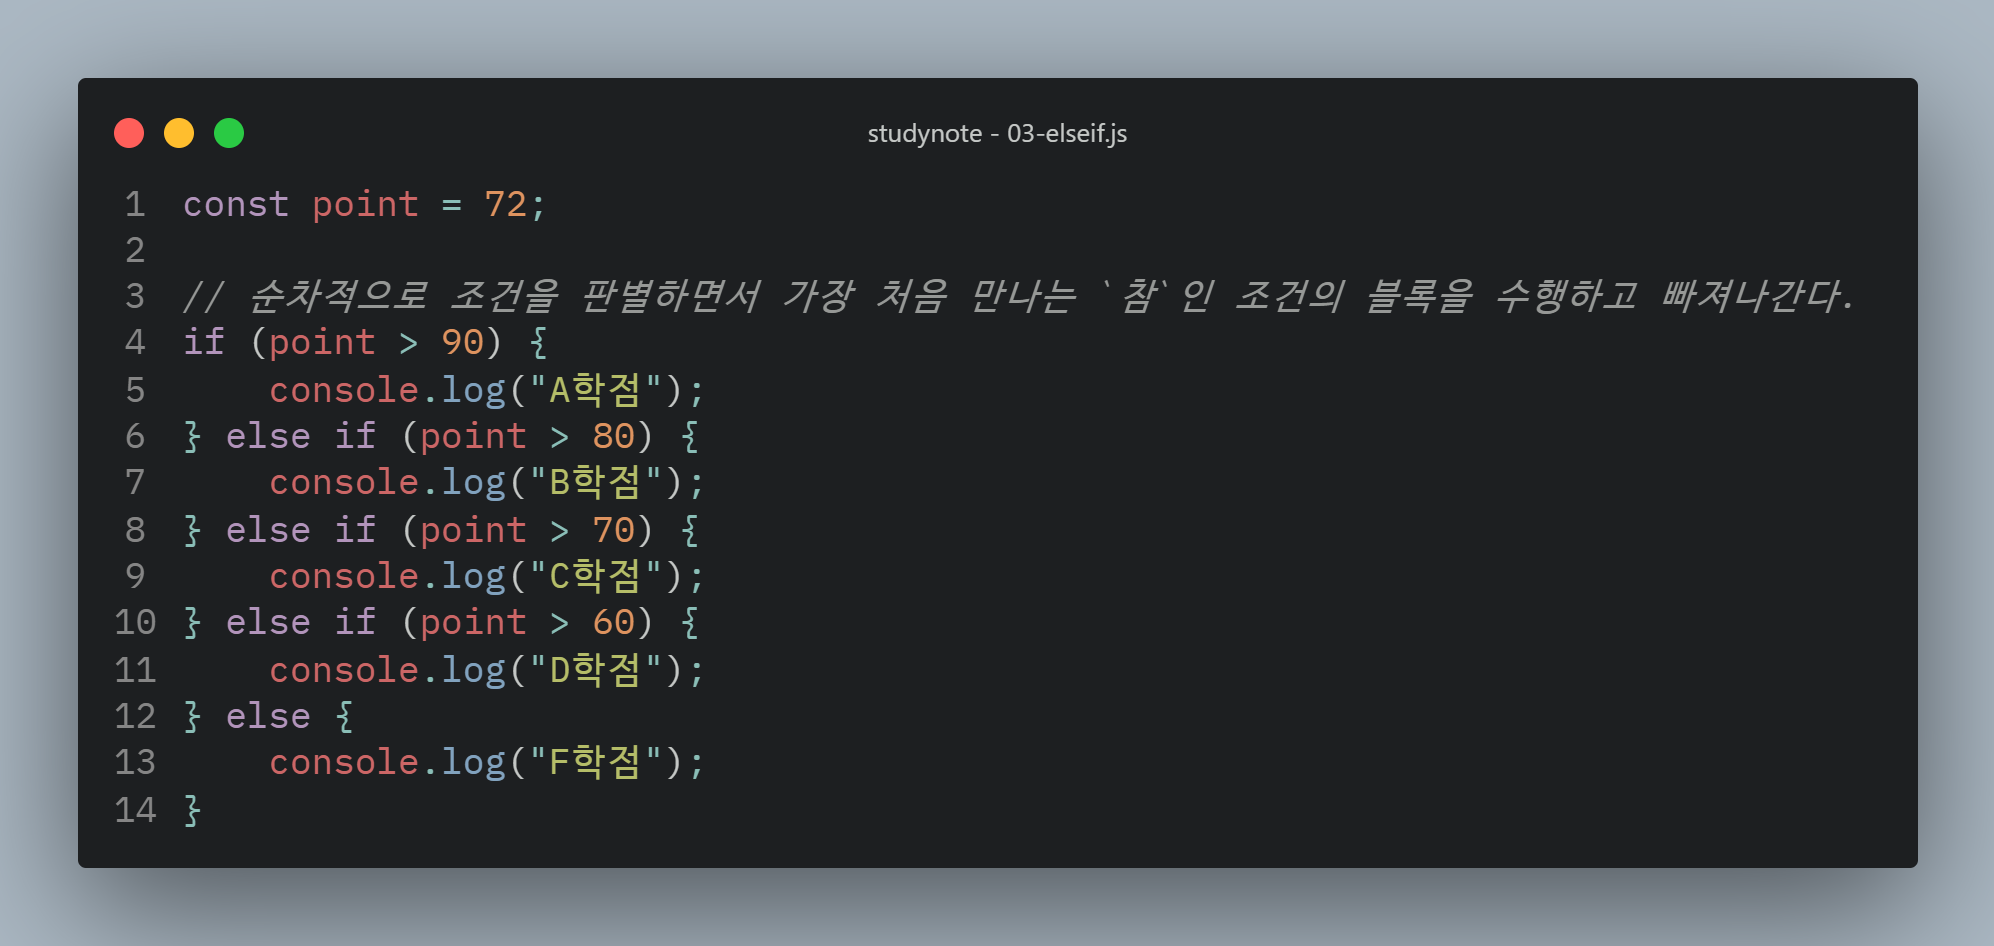 studynote - 03-elseif.js
1 const point = 72;
2
3 // 순차적으로 조건을 판별하면서 가장 처음 만나는 `참`인 조건의 블록을 수행하고 빠져나간다.
4 if (point > 90) {
5     console.log("A학점");
6 } else if (point > 80) {
7     console.log("B학점");
8 } else if (point > 70) {
9     console.log("C학점");
10 } else if (point > 60) {
11     console.log("D학점");
12 } else {
13     console.log("F학점");
14 }